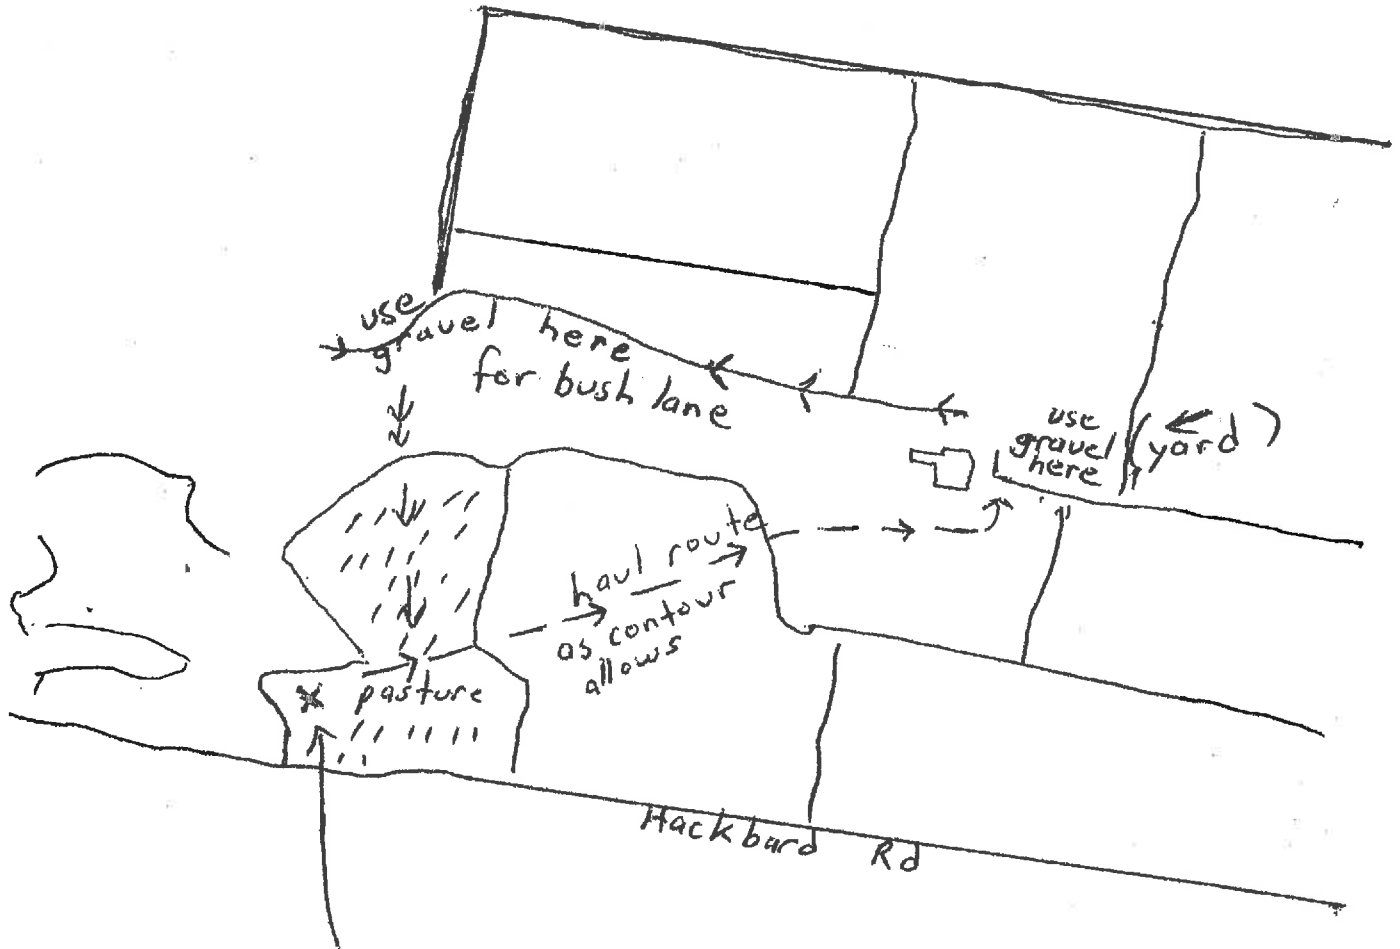 use
gravel here
for bush lane
use
gravel
here
(yard)
haul route
as contour
allows
pasture
Hackbard Rd